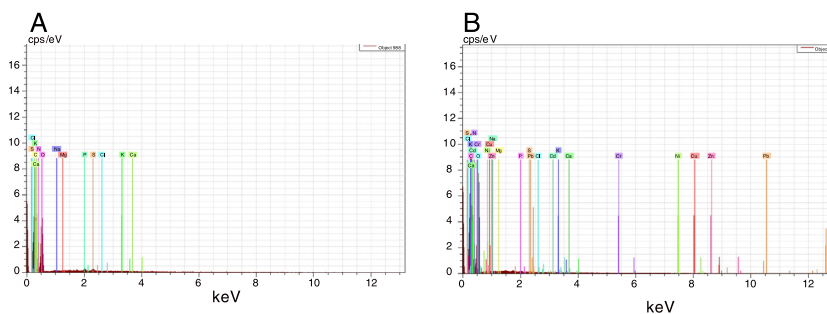 A
cps/eV
Object 988
16
14
12
10
8
6
4
2
0
Cl
K
S N Na
C O Mg P S Cl K Ca
Ca
0 2 4 6 8 10 12
keV
B
cps/eV
16
14
12
10
8
6
4
2
0
S N
Cl Na
K Cr Cu S K
Cd Ni Mg
C O Zn P Pb Cl Cd Ca Cr Ni Cu Zn Pb
Ca
0 2 4 6 8 10 12
keV